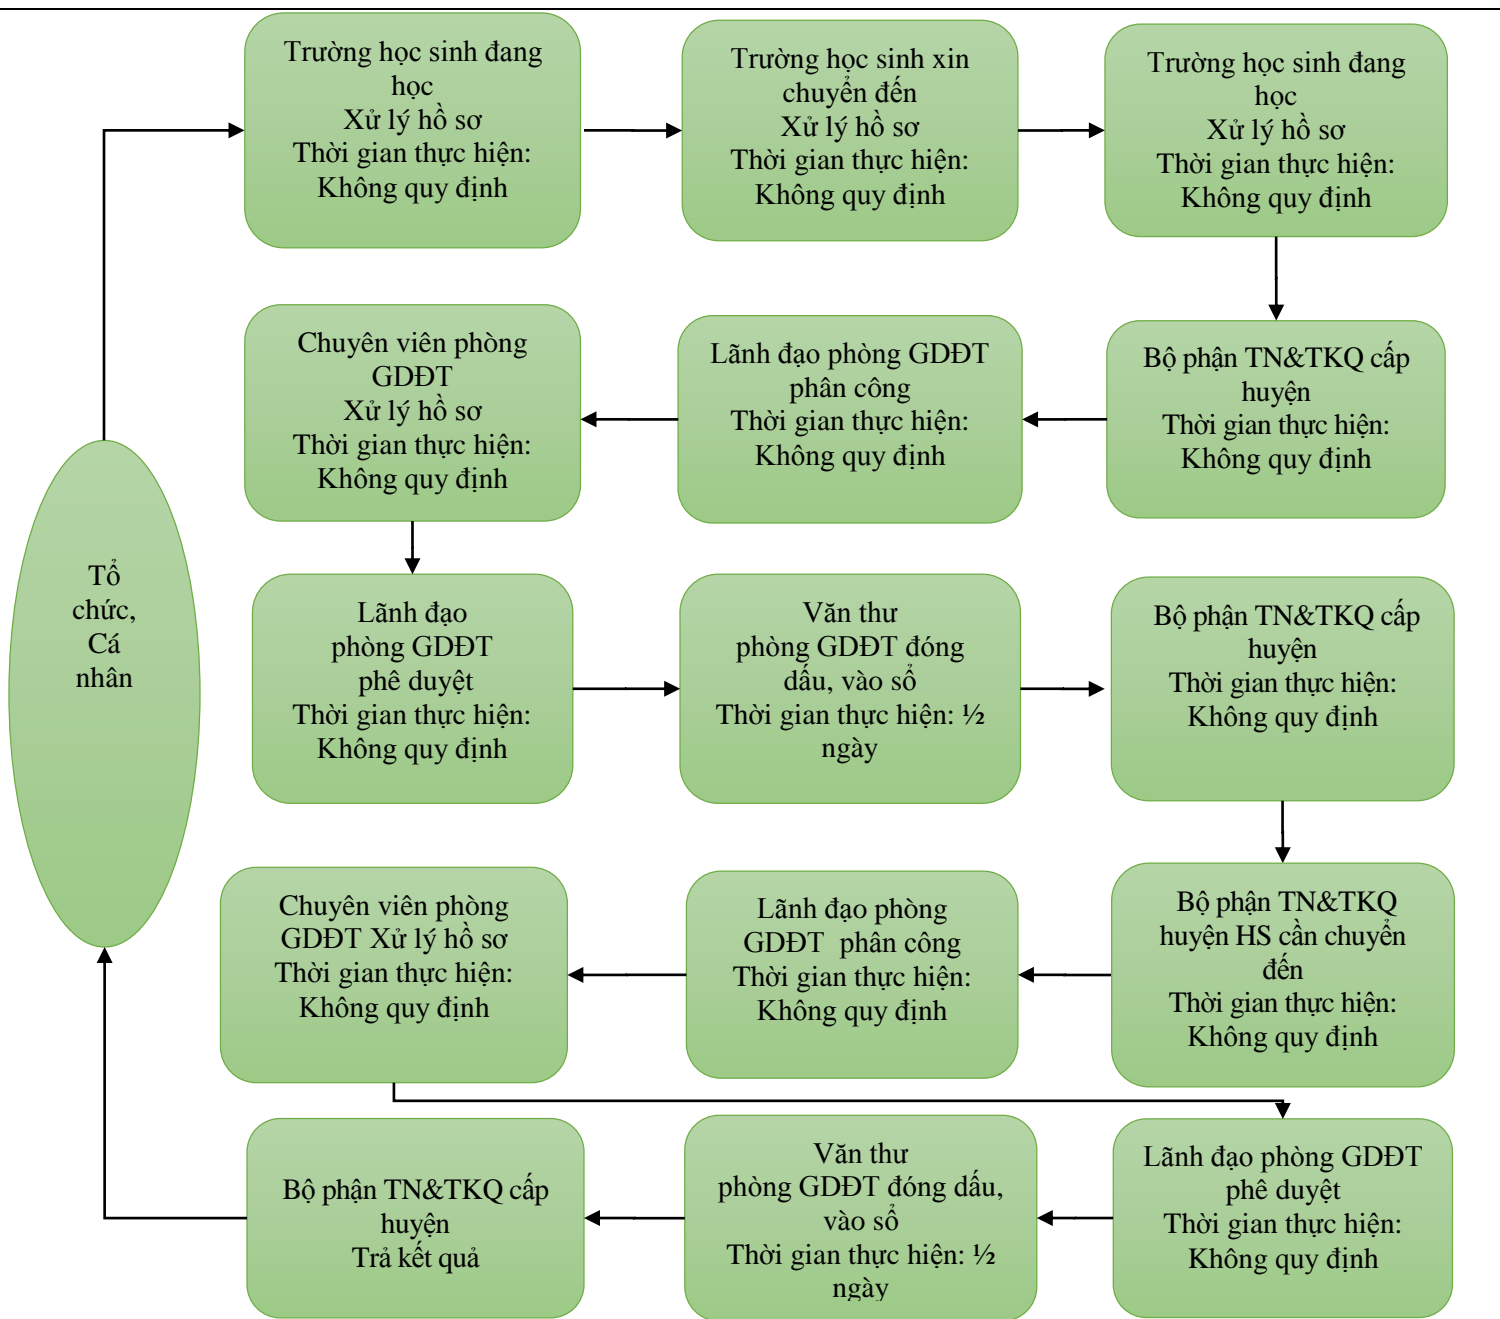 Trường học sinh đang
học
Xử lý hồ sơ
Thời gian thực hiện:
Không quy định
Trường học sinh xin
chuyển đến
Xử lý hồ sơ
Thời gian thực hiện:
Không quy định
Trường học sinh đang
học
Xử lý hồ sơ
Thời gian thực hiện:
Không quy định
Bộ phận TN&TKQ cấp
huyện
Thời gian thực hiện:
Không quy định
Lãnh đạo phòng GDĐT
phân công
Thời gian thực hiện:
Không quy định
Chuyên viên phòng
GDĐT
Xử lý hồ sơ
Thời gian thực hiện:
Không quy định
Tổ
chức,
Cá
nhân
Lãnh đạo
phòng GDĐT
phê duyệt
Thời gian thực hiện:
Không quy định
Văn thư
phòng GDĐT đóng
dấu, vào sổ
Thời gian thực hiện: ½
ngày
Bộ phận TN&TKQ cấp
huyện
Thời gian thực hiện:
Không quy định
Bộ phận TN&TKQ
huyện HS cần chuyển
đến
Thời gian thực hiện:
Không quy định
Lãnh đạo phòng
GDĐT phân công
Thời gian thực hiện:
Không quy định
Chuyên viên phòng
GDĐT Xử lý hồ sơ
Thời gian thực hiện:
Không quy định
Lãnh đạo phòng GDĐT
phê duyệt
Thời gian thực hiện:
Không quy định
Văn thư
phòng GDĐT đóng dấu,
vào sổ
Thời gian thực hiện: ½
ngày
Bộ phận TN&TKQ cấp
huyện
Trả kết quả